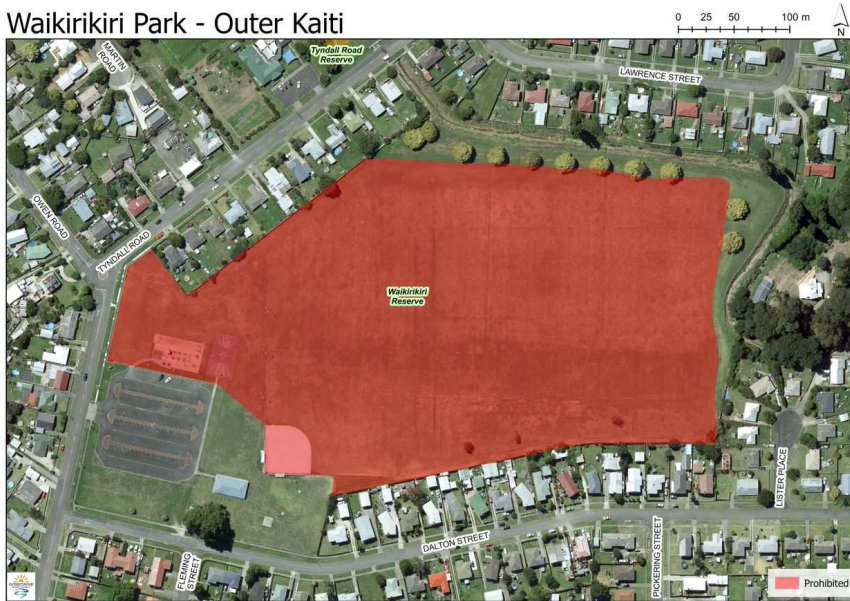 Waikirikiri Park - Outer Kaiti
0 25 50 100 m
N
MARTIN
ROAD
Tyndall Road
Reserve
LAWRENCE STREET
OWEN ROAD
TYNDALL ROAD
Waikirikiri
Reserve
LISTER PLACE
DALTON STREET
FLEMING
STREET
PICKERING STREET
Prohibited